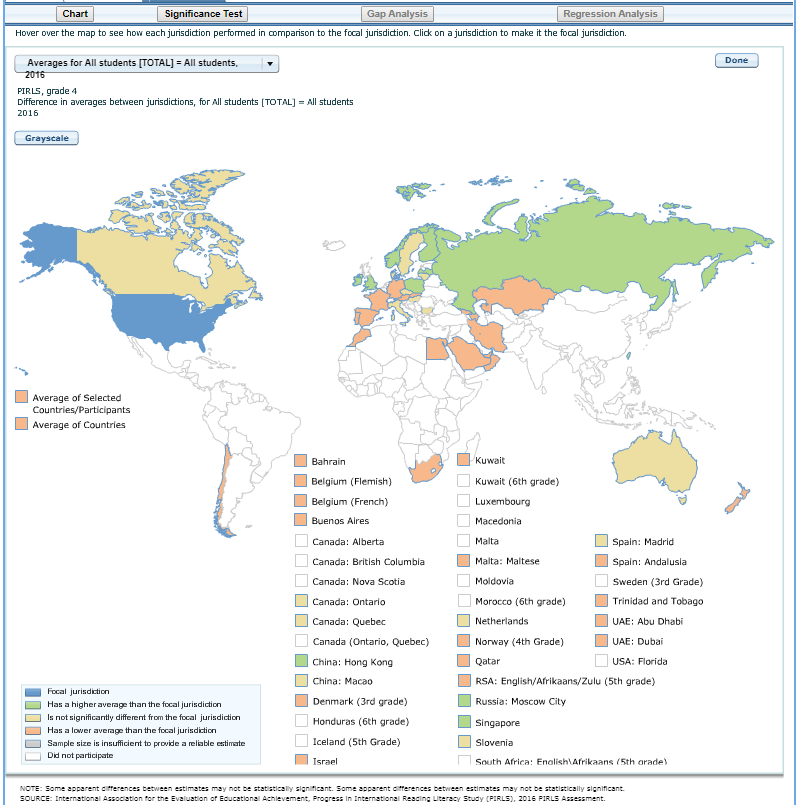 Chart
Significance Test
Gap Analysis
Regression Analysis
Hover over the map to see how each jurisdiction performed in comparison to the focal jurisdiction. Click on a jurisdiction to make it the focal jurisdiction.
Averages for All students [TOTAL] = All students,
2016
Done
PIRLS, grade 4
Difference in averages between jurisdictions, for All students [TOTAL] = All students
2016
Grayscale
Average of Selected
Countries/Participants
Average of Countries
Bahrain
Belgium (Flemish)
Belgium (French)
Buenos Aires
Canada: Alberta
Canada: British Columbia
Canada: Nova Scotia
Canada: Ontario
Canada: Quebec
Canada (Ontario, Quebec)
China: Hong Kong
China: Macao
Denmark (3rd grade)
Honduras (6th grade)
Iceland (5th Grade)
Israel
Kuwait
Kuwait (6th grade)
Luxembourg
Macedonia
Malta
Malta: Maltese
Moldovia
Morocco (6th grade)
Netherlands
Norway (4th Grade)
Qatar
RSA: English/Afrikaans/Zulu (5th grade)
Russia: Moscow City
Singapore
Slovenia
South Africa: English\Afrikaans (5th grade)
Spain: Madrid
Spain: Andalusia
Sweden (3rd Grade)
Trinidad and Tobago
UAE: Abu Dhabi
UAE: Dubai
USA: Florida
Focal jurisdiction
Has a higher average than the focal jurisdiction
Is not significantly different from the focal jurisdiction
Has a lower average than the focal jurisdiction
Sample size is insufficient to provide a reliable estimate
Did not participate
NOTE: Some apparent differences between estimates may not be statistically significant. Some apparent differences between estimates may not be statistically significant.
SOURCE: International Association for the Evaluation of Educational Achievement, Progress in International Reading Literacy Study (PIRLS), 2016 PIRLS Assessment.